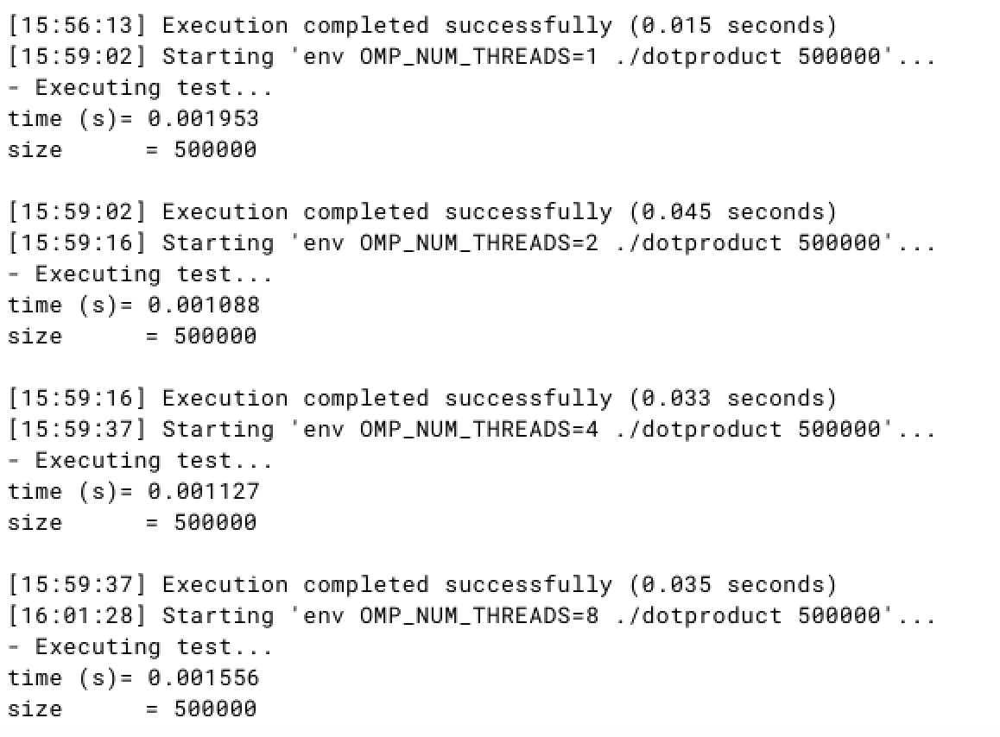 [15:56:13] Execution completed successfully (0.015 seconds)
[15:59:02] Starting 'env OMP_NUM_THREADS=1 ./dotproduct 500000'...
- Executing test...
time (s)= 0.001953
size      = 500000

[15:59:02] Execution completed successfully (0.045 seconds)
[15:59:16] Starting 'env OMP_NUM_THREADS=2 ./dotproduct 500000'...
- Executing test...
time (s)= 0.001088
size      = 500000

[15:59:16] Execution completed successfully (0.033 seconds)
[15:59:37] Starting 'env OMP_NUM_THREADS=4 ./dotproduct 500000'...
- Executing test...
time (s)= 0.001127
size      = 500000

[15:59:37] Execution completed successfully (0.035 seconds)
[16:01:28] Starting 'env OMP_NUM_THREADS=8 ./dotproduct 500000'...
- Executing test...
time (s)= 0.001556
size      = 500000